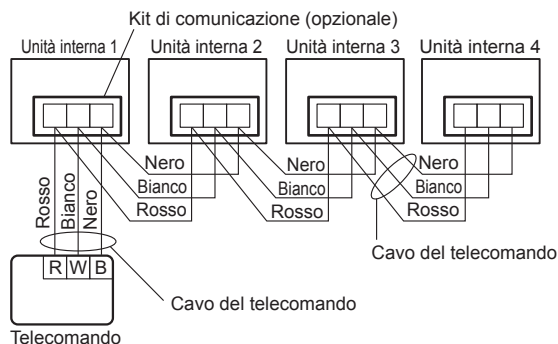 Kit di comunicazione (opzionale)
Unità interna 1
Unità interna 2
Unità interna 3
Unità interna 4
Nero
Nero
Nero
Bianco
Bianco
Bianco
Rosso
Rosso
Rosso
Rosso
Bianco
Nero
Cavo del telecomando
R W B
Cavo del telecomando
Telecomando